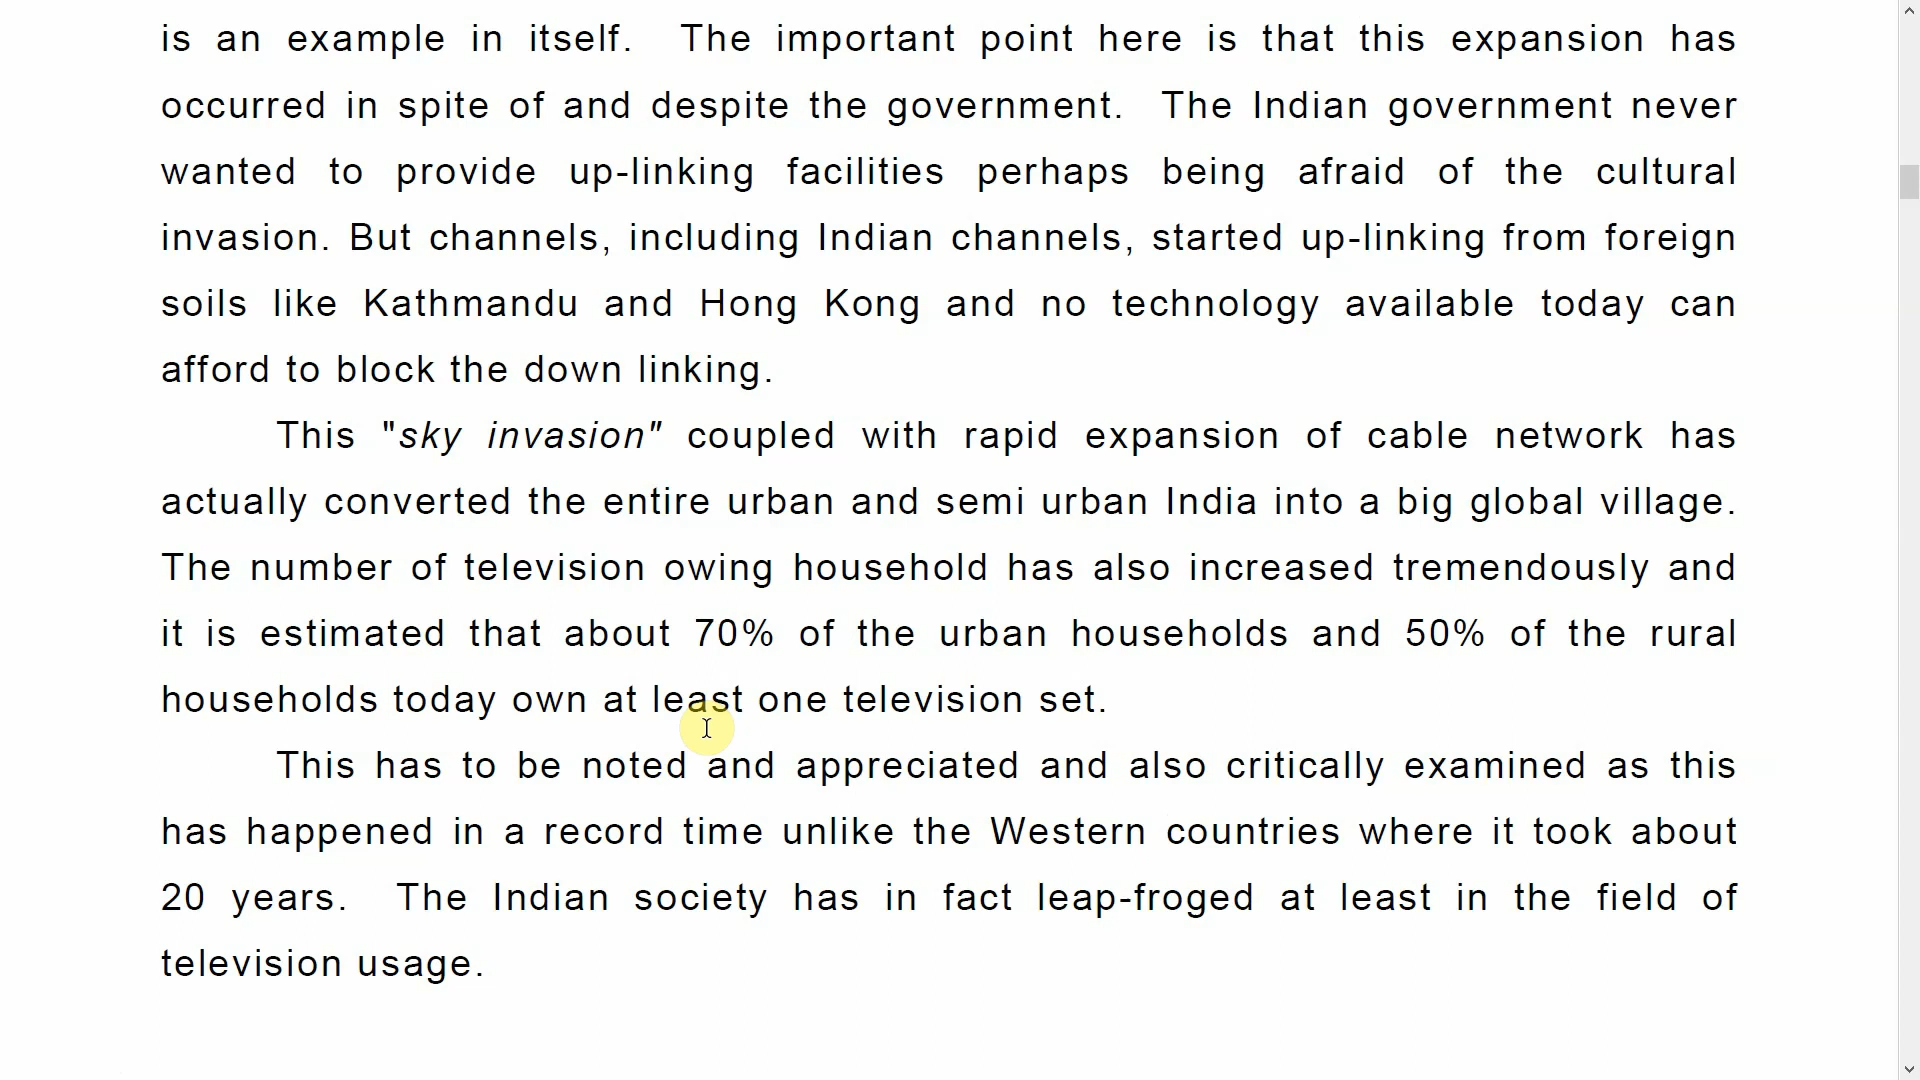 is an example in itself. The important point here is that this expansion has
occurred in spite of and despite the government. The Indian government never
wanted to provide up-linking facilities perhaps being afraid of the cultural
invasion. But channels, including Indian channels, started up-linking from foreign
soils like Kathmandu and Hong Kong and no technology available today can
afford to block the down linking.
This "sky invasion" coupled with rapid expansion of cable network has
actually converted the entire urban and semi urban India into a big global village.
The number of television owing household has also increased tremendously and
it is estimated that about 70% of the urban households and 50% of the rural
households today own at least one television set.
This has to be noted and appreciated and also critically examined as this
has happened in a record time unlike the Western countries where it took about
20 years. The Indian society has in fact leap-froged at least in the field of
television usage.